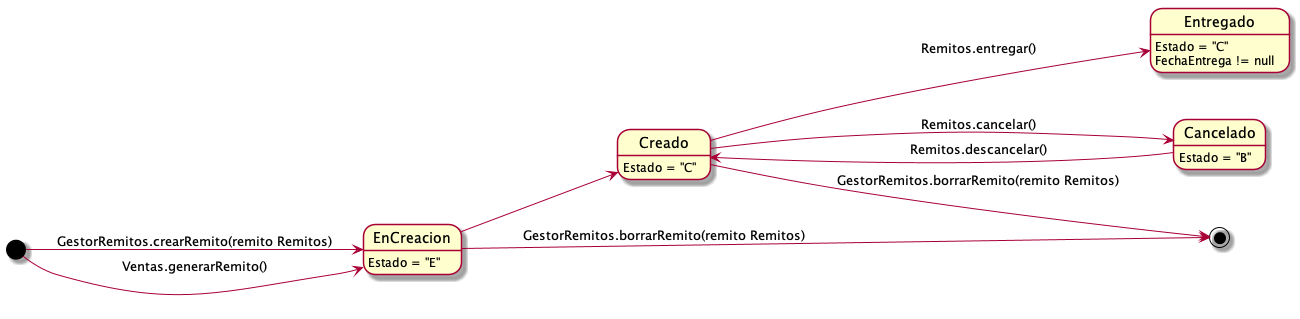 Entregado
Estado = "C"
FechaEntrega != null
Remitos.entregar()
Remitos.cancelar()
Cancelado
Estado = "B"
Creado
Estado = "C"
Remitos.descancelar()
GestorRemitos.borrarRemito(remito Remitos)
EnCreacion
Estado = "E"
GestorRemitos.crearRemito(remito Remitos)
GestorRemitos.borrarRemito(remito Remitos)
Ventas.generarRemito()